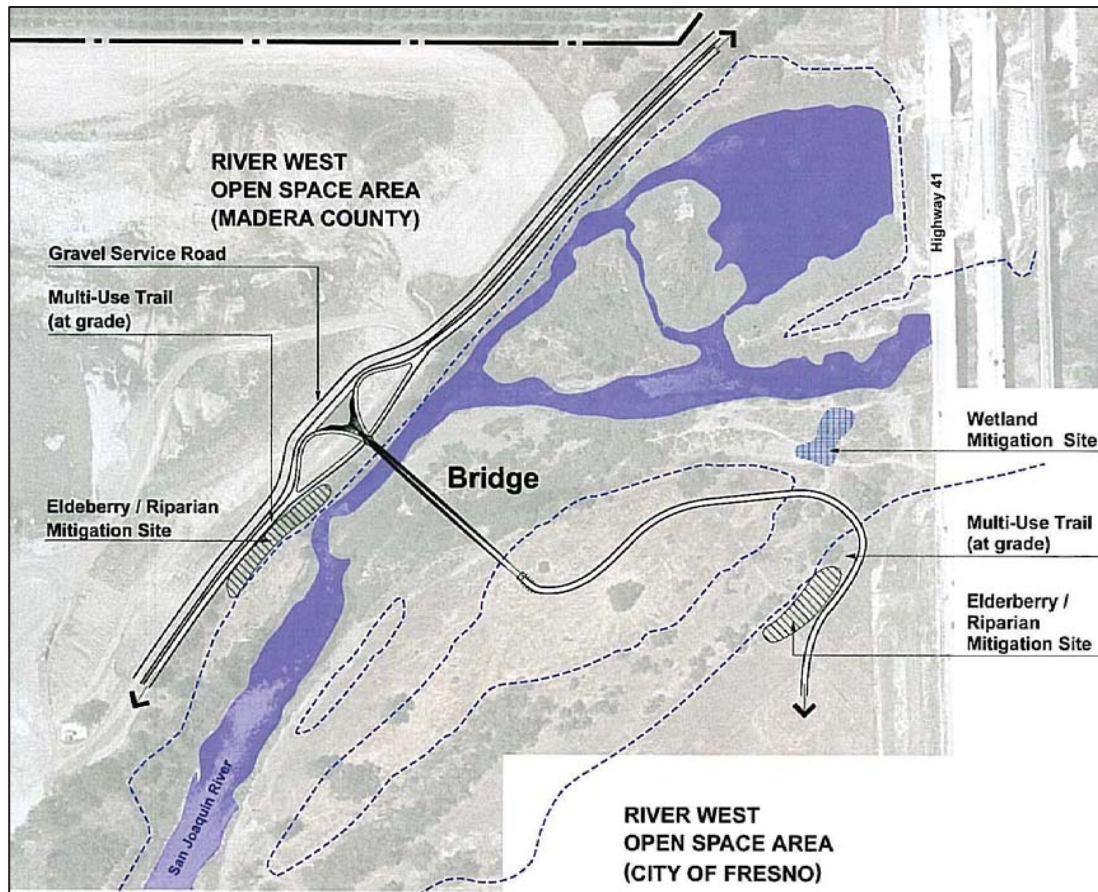 RIVER WEST
OPEN SPACE AREA
(MADERA COUNTY)
Gravel Service Road
Multi-Use Trail
(at grade)
Eldeberry / Riparian
Mitigation Site
Bridge
Highway 41
Wetland
Mitigation Site
Multi-Use Trail
(at grade)
Elderberry /
Riparian
Mitigation Site
San Joaquin River
RIVER WEST
OPEN SPACE AREA
(CITY OF FRESNO)